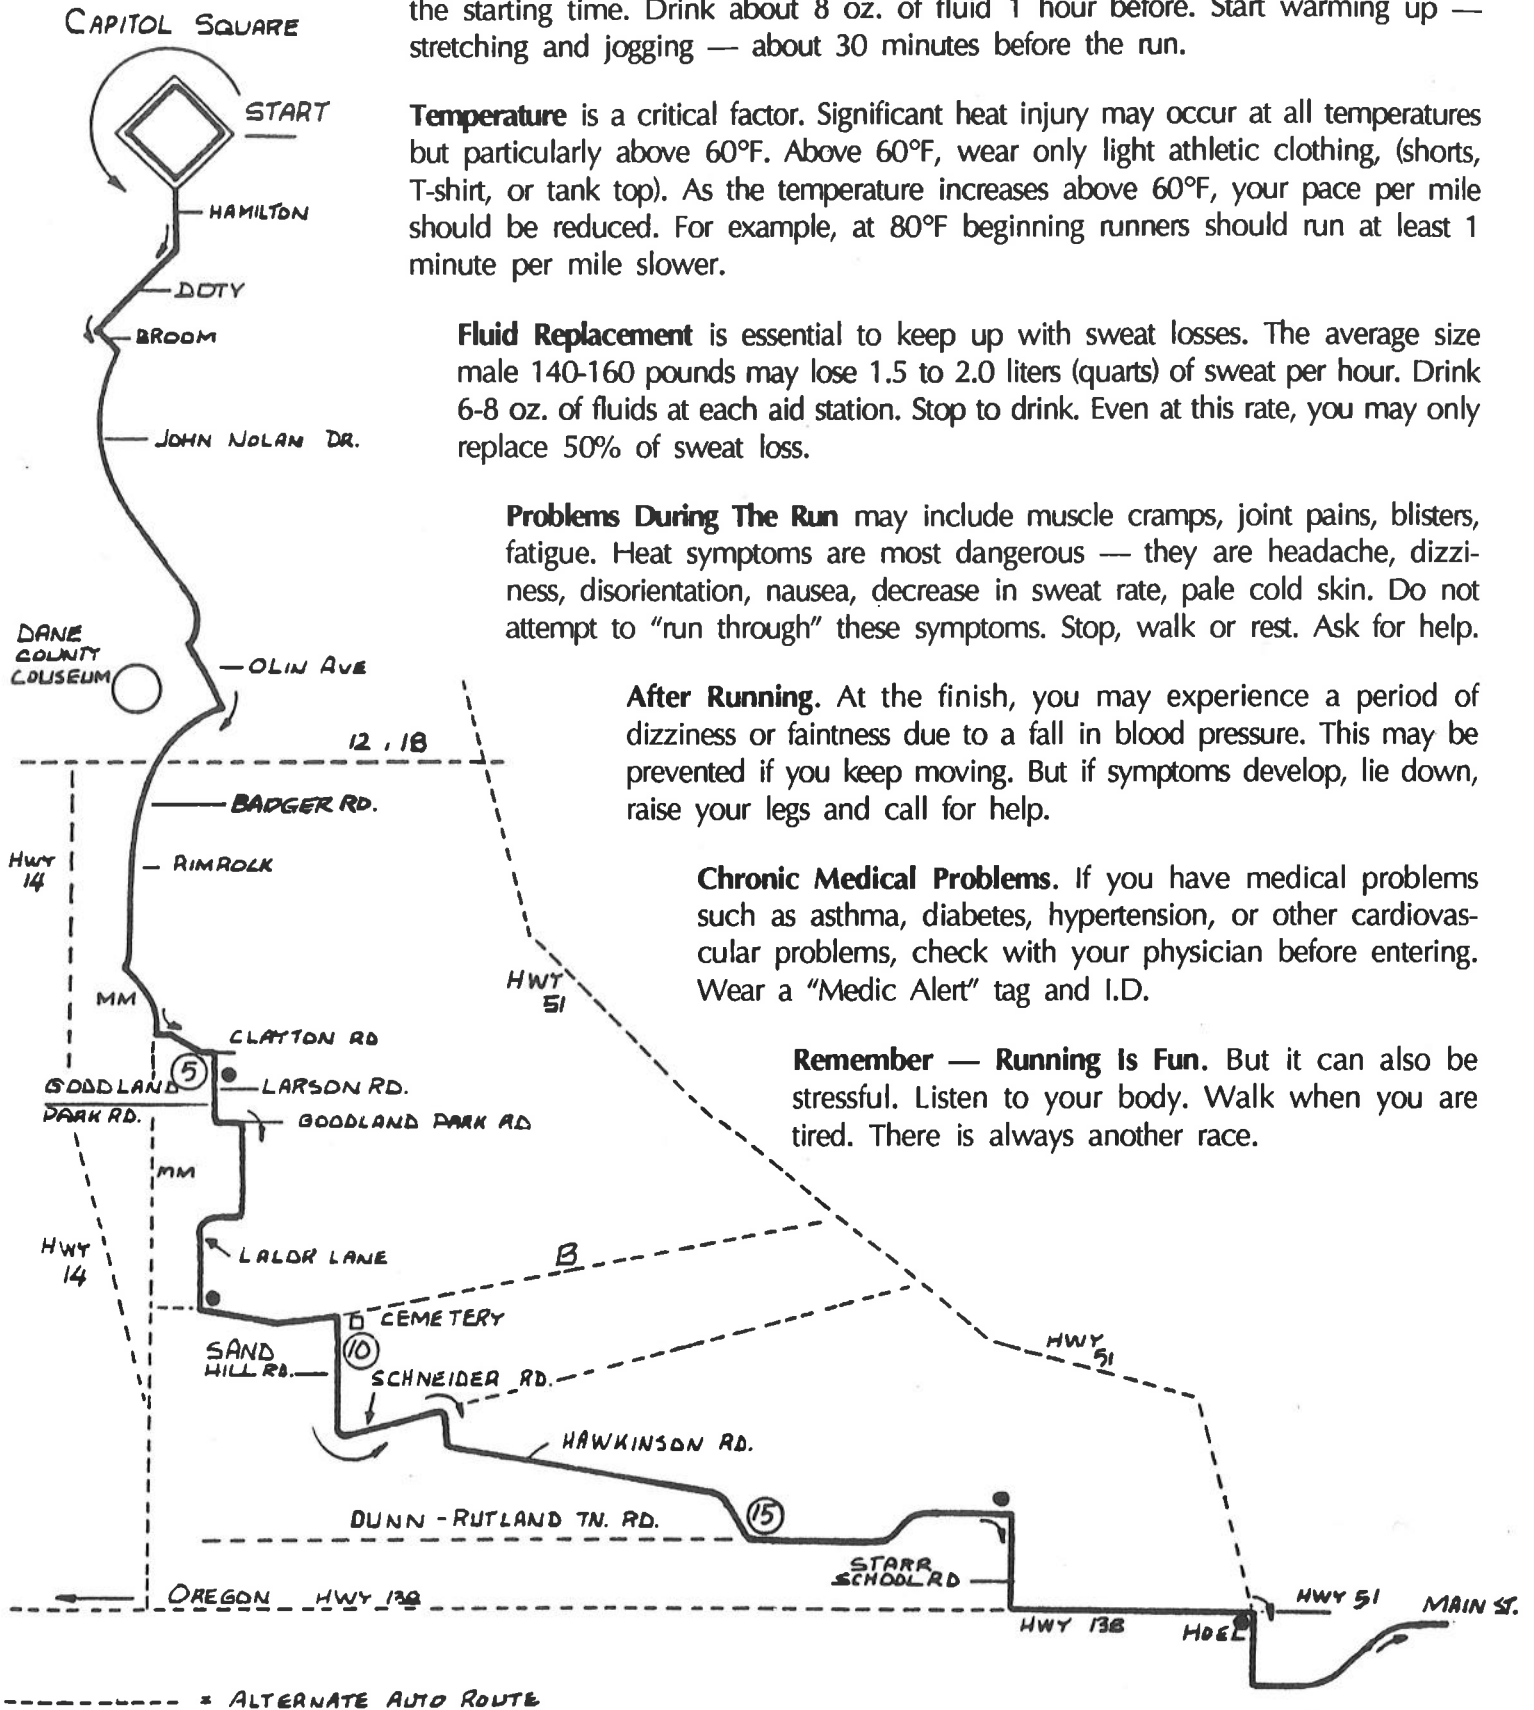 the starting time. Drink about 8 oz. of fluid 1 hour before. Start warming up —
stretching and jogging — about 30 minutes before the run.
Temperature is a critical factor. Significant heat injury may occur at all temperatures
but particularly above 60°F. Above 60°F, wear only light athletic clothing, (shorts,
T-shirt, or tank top). As the temperature increases above 60°F, your pace per mile
should be reduced. For example, at 80°F beginning runners should run at least 1
minute per mile slower.
Fluid Replacement is essential to keep up with sweat losses. The average size
male 140-160 pounds may lose 1.5 to 2.0 liters (quarts) of sweat per hour. Drink
6-8 oz. of fluids at each aid station. Stop to drink. Even at this rate, you may only
replace 50% of sweat loss.
Problems During The Run may include muscle cramps, joint pains, blisters,
fatigue. Heat symptoms are most dangerous — they are headache, dizzi-
ness, disorientation, nausea, decrease in sweat rate, pale cold skin. Do not
attempt to "run through" these symptoms. Stop, walk or rest. Ask for help.
After Running. At the finish, you may experience a period of
dizziness or faintness due to a fall in blood pressure. This may be
prevented if you keep moving. But if symptoms develop, lie down,
raise your legs and call for help.
Chronic Medical Problems. If you have medical problems
such as asthma, diabetes, hypertension, or other cardiovas-
cular problems, check with your physician before entering.
Wear a "Medic Alert" tag and I.D.
Remember — Running Is Fun. But it can also be
stressful. Listen to your body. Walk when you are
tired. There is always another race.
CAPITOL SQUARE
START
HAMILTON
DOTY
BROOM
JOHN NOLAN DR.
DANE
COUNTY
COLISEUM
OLIN AVE
12, 18
BADGER RD.
HWY
14
RIMROCK
HWY
51
MM
CLAYTON RD
5
GOODLAND
PARK RD.
LARSON RD.
GOODLAND PARK RD
MM
HWY
14
LALOR LANE
B
CEMETERY
SAND
HILL RD.
10
SCHNEIDER RD.
HWY
51
HAWKINSON RD.
DUNN-RUTLAND TN. RD.
15
STARR
SCHOOL RD
OREGON HWY 138
HWY 51
MAIN ST.
HWY 138
HOEL
---------- = ALTERNATE AUTO ROUTE